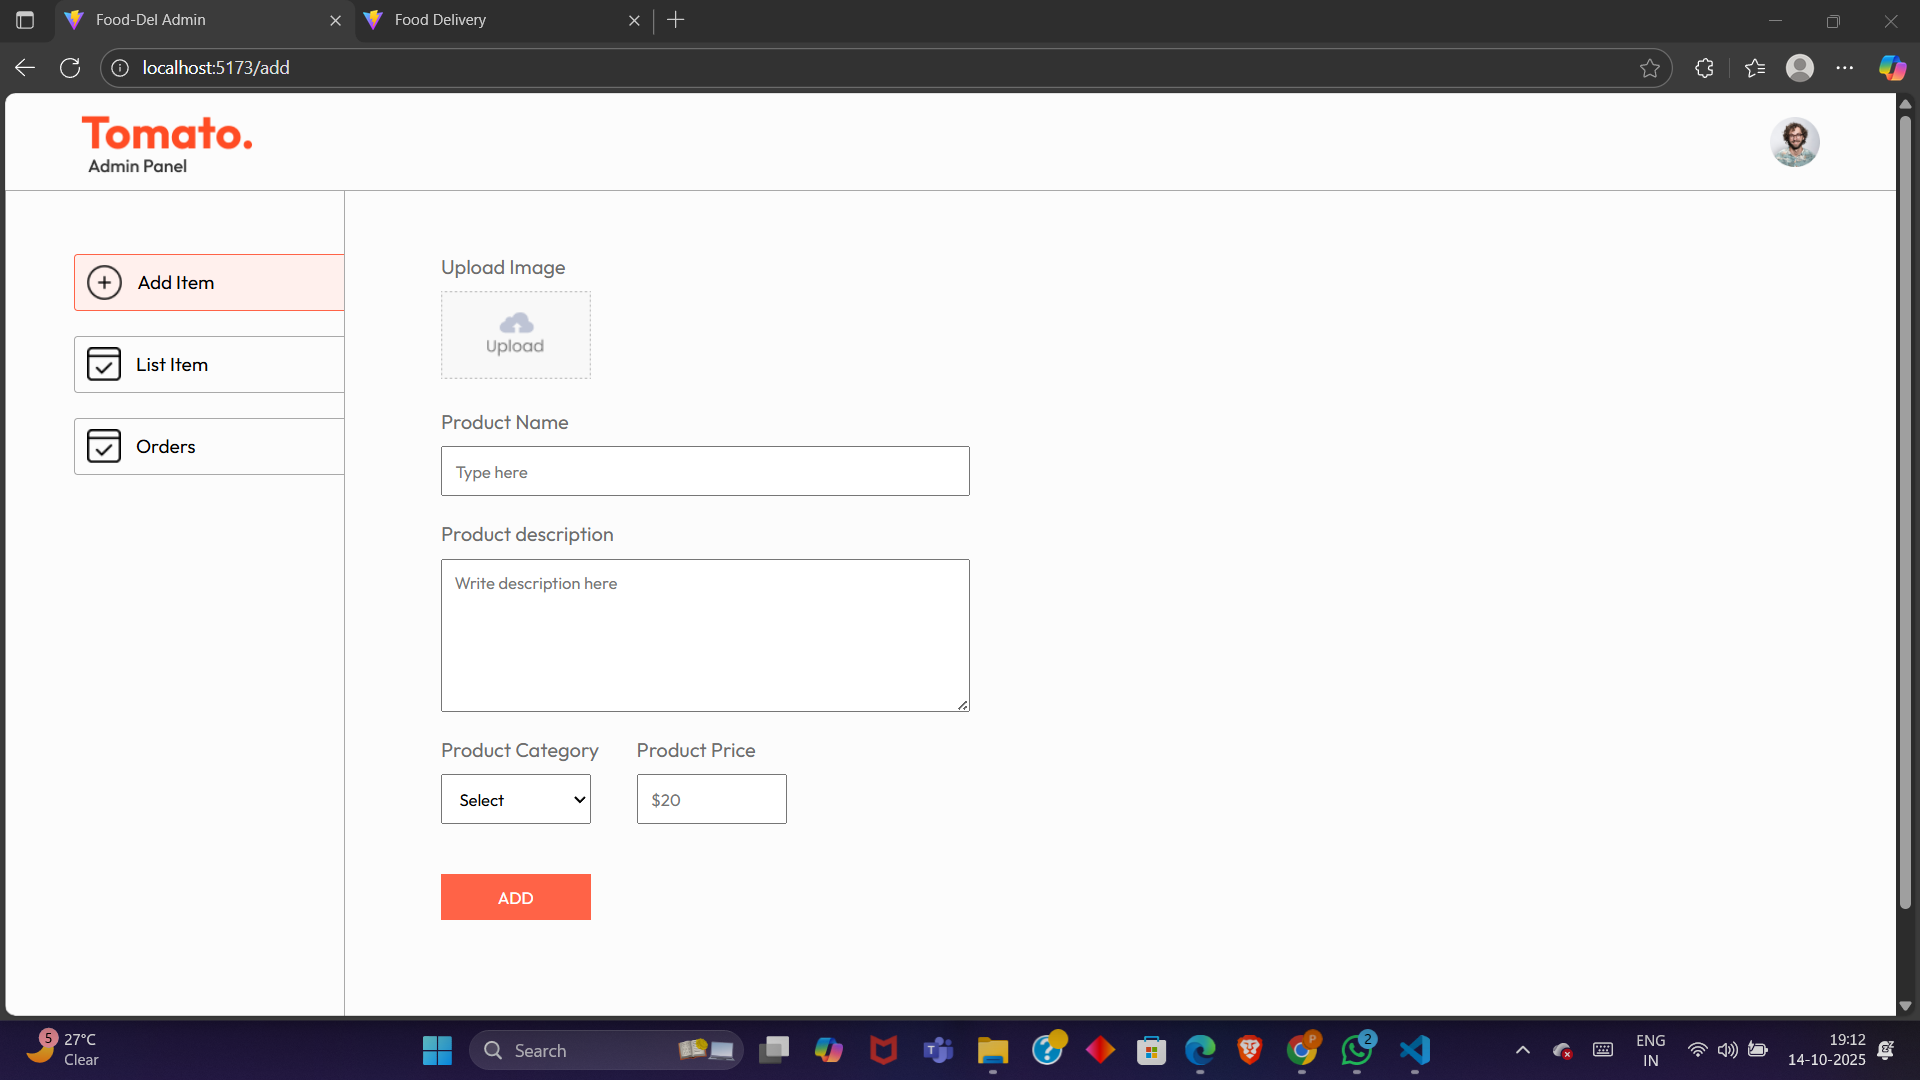 Food-Del Admin
Food Delivery
localhost:5173/add
Tomato.
Admin Panel
Add Item
List Item
Orders
Upload Image
Upload
Product Name
Type here
Product description
Write description here
Product Category
Product Price
Select
$20
ADD
5
27°C
Clear
Search
P
2
ENG
IN
19:12
14-10-2025